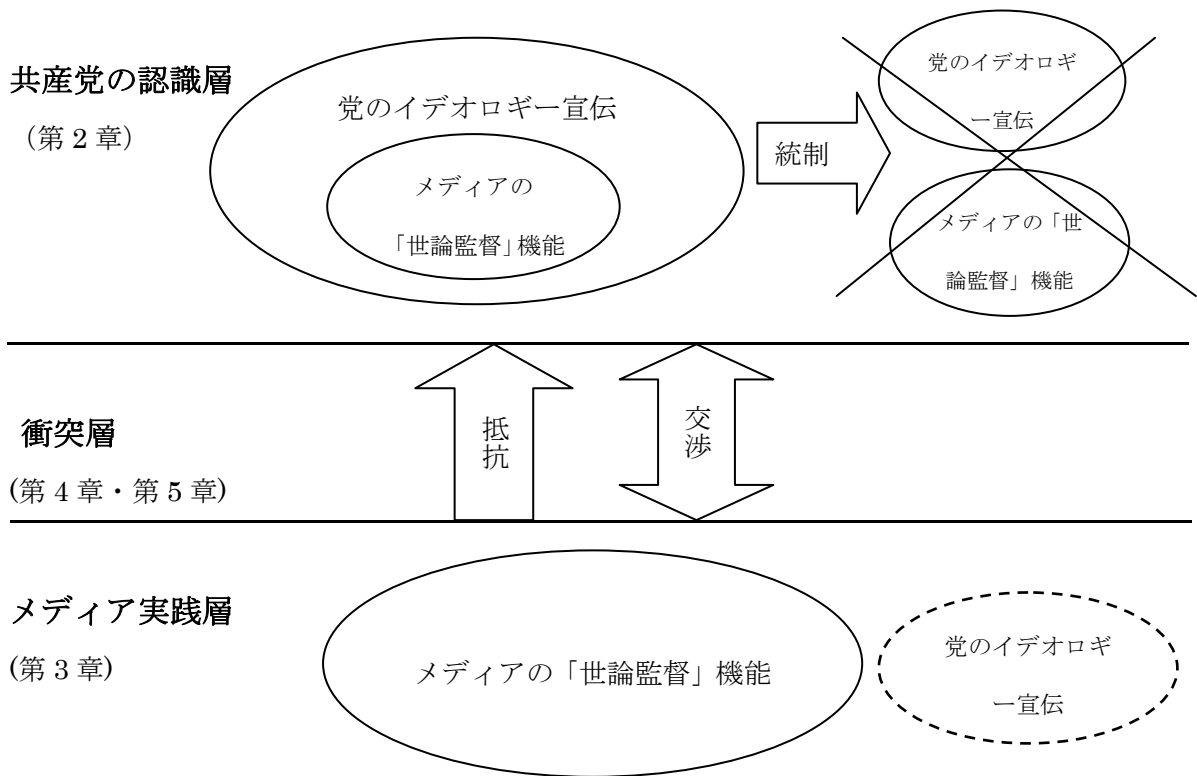 共産党の認識層
（第 2 章）
党のイデオロギー宣伝
メディアの
「世論監督」機能
統制
党のイデオロギ
ー宣伝
メディアの「世
論監督」機能
衝突層
(第 4 章・第 5 章)
抵抗
交渉
メディア実践層
(第 3 章)
メディアの「世論監督」機能
党のイデオロギ
ー宣伝